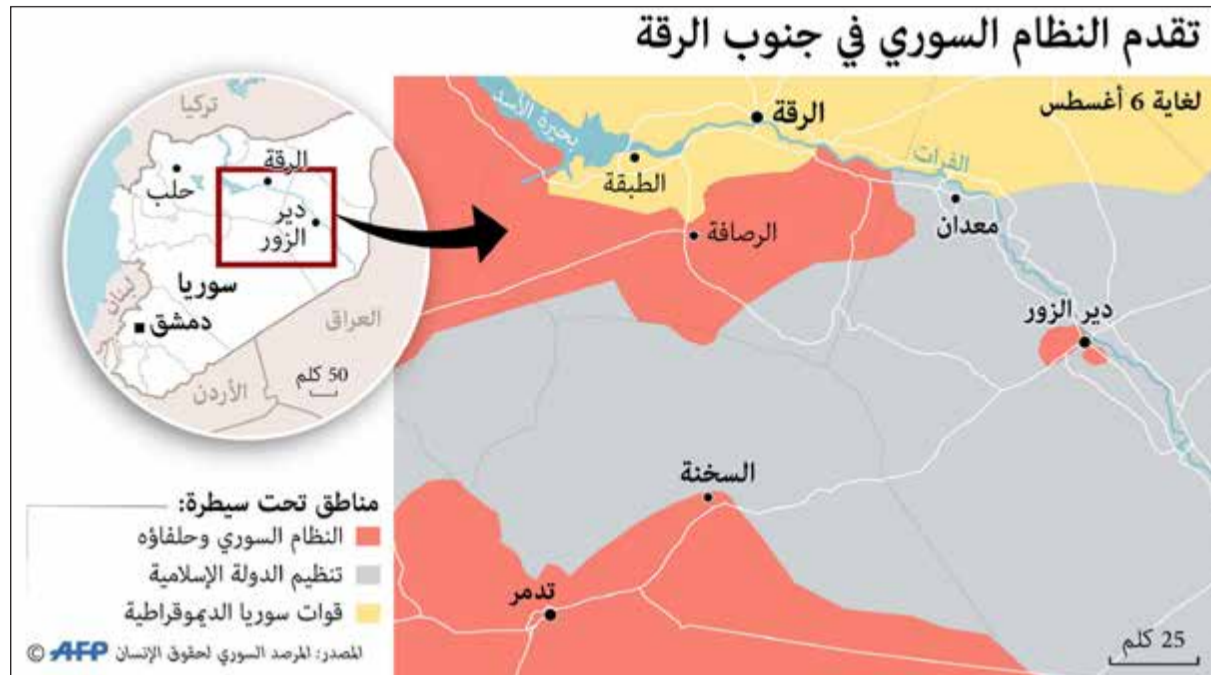 تقدم النظام السوري في جنوب الرقة
لغاية 6 أغسطس
بحيرة الأسد
الرقة
الطبقة
الفرات
معدان
الرصافة
دير الزور
السخنة
تدمر
25 كلم
تركيا
حلب
الرقة
دير
الزور
سوريا
لبنان
دمشق
العراق
الأردن
50 كلم
مناطق تحت سيطرة:
النظام السوري وحلفاؤه
تنظيم الدولة الإسلامية
قوات سوريا الديموقراطية
المصدر: المرصد السوري لحقوق الإنسان AFP ©